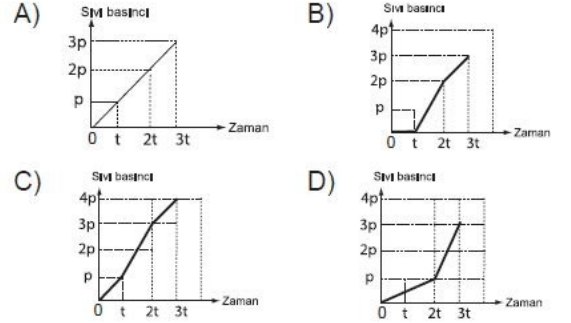 A)
Sıvı basıncı
3p
2p
p
0 t 2t 3t Zaman
B)
Sıvı basıncı
4p
3p
2p
p
0 t 2t 3t Zaman
C)
Sıvı basıncı
4p
3p
2p
p
0 t 2t 3t Zaman
D)
Sıvı basıncı
4p
3p
2p
p
0 t 2t 3t Zaman